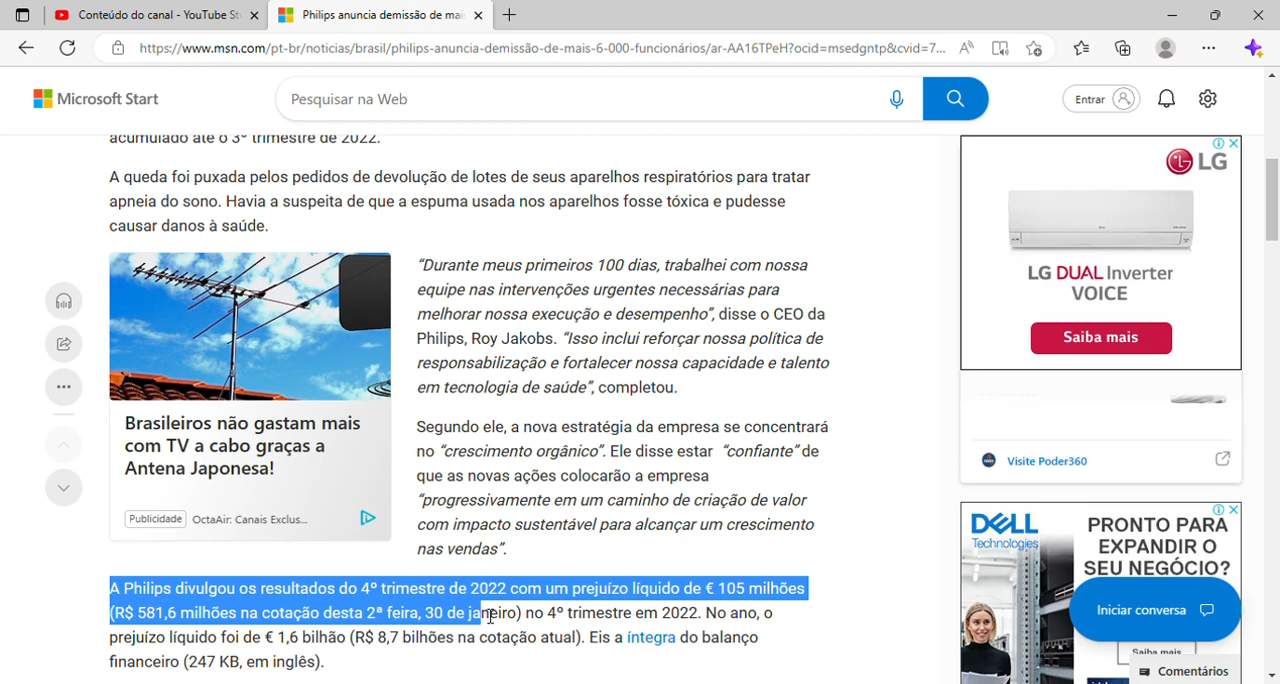 Conteúdo do canal - YouTube St
Philips anuncia demissão de mai
https://www.msn.com/pt-br/noticias/brasil/philips-anuncia-demissão-de-mais-6-000-funcionários/ar-AA16TPeH?ocid=msedgntp&cvid=7...
Microsoft Start
Pesquisar na Web
Entrar
acumulado até o 3º trimestre de 2022.
A queda foi puxada pelos pedidos de devolução de lotes de seus aparelhos respiratórios para tratar
apneia do sono. Havia a suspeita de que a espuma usada nos aparelhos fosse tóxica e pudesse
causar danos à saúde.
Brasileiros não gastam mais
com TV a cabo graças a
Antena Japonesa!
Publicidade OctaAir: Canais Exclus...
“Durante meus primeiros 100 dias, trabalhei com nossa
equipe nas intervenções urgentes necessárias para
melhorar nossa execução e desempenho”, disse o CEO da
Philips, Roy Jakobs. “Isso inclui reforçar nossa política de
responsabilização e fortalecer nossa capacidade e talento
em tecnologia de saúde”, completou.
Segundo ele, a nova estratégia da empresa se concentrará
no “crescimento orgânico”. Ele disse estar “confiante” de
que as novas ações colocarão a empresa
“progressivamente em um caminho de criação de valor
com impacto sustentável para alcançar um crescimento
nas vendas”.
A Philips divulgou os resultados do 4º trimestre de 2022 com um prejuízo líquido de € 105 milhões
(R$ 581,6 milhões na cotação desta 2ª feira, 30 de janeiro) no 4º trimestre em 2022. No ano, o
prejuízo líquido foi de € 1,6 bilhão (R$ 8,7 bilhões na cotação atual). Eis a íntegra do balanço
financeiro (247 KB, em inglês).
LG
LG DUAL Inverter
VOICE
Saiba mais
Visite Poder360
DELL
Technologies
PRONTO PARA
EXPANDIR O
SEU NEGÓCIO?
Iniciar conversa
Saiba mais
Comentários